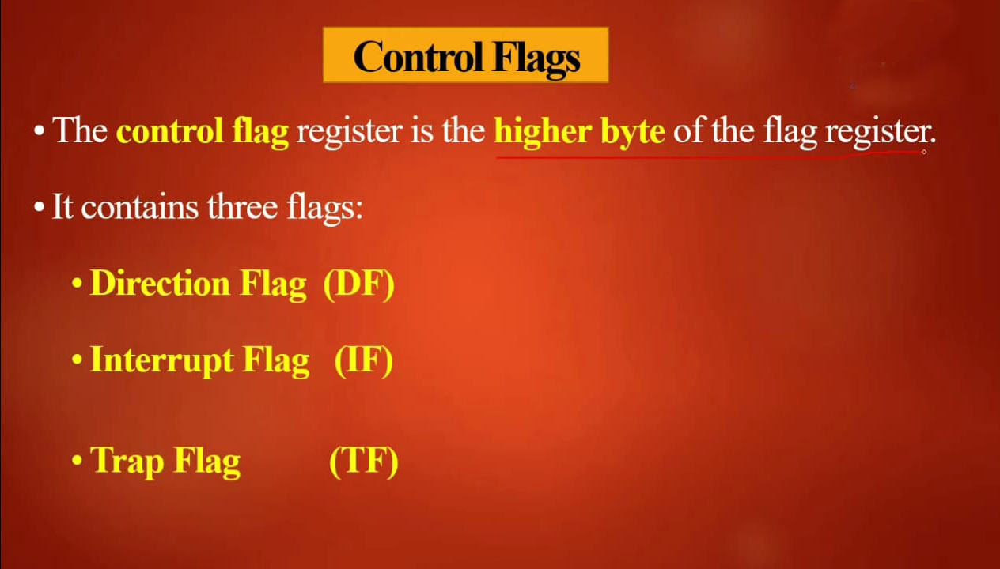 Control Flags
• The control flag register is the higher byte of the flag register.
• It contains three flags:
• Direction Flag (DF)
• Interrupt Flag (IF)
• Trap Flag (TF)